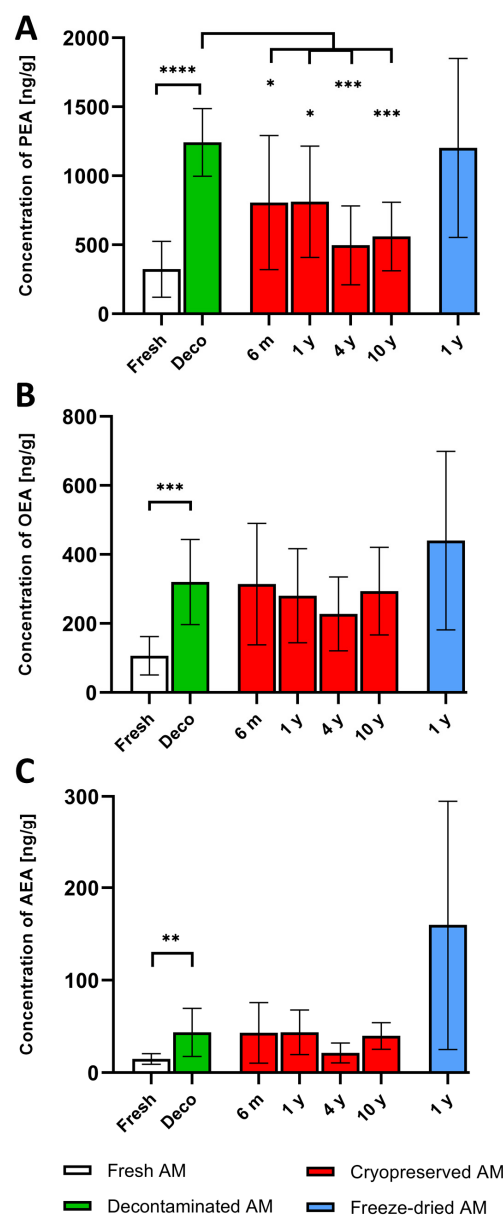 A
Concentration of PEA [ng/g]
2000
1500
1000
500
0
****
*
*
***
***
Fresh
Deco
6 m
1 y
4 y
10 y
1 y
B
Concentration of OEA [ng/g]
800
600
400
200
0
***
Fresh
Deco
6 m
1 y
4 y
10 y
1 y
C
Concentration of AEA [ng/g]
300
200
100
0
**
Fresh
Deco
6 m
1 y
4 y
10 y
1 y
Fresh AM
Cryopreserved AM
Decontaminated AM
Freeze-dried AM